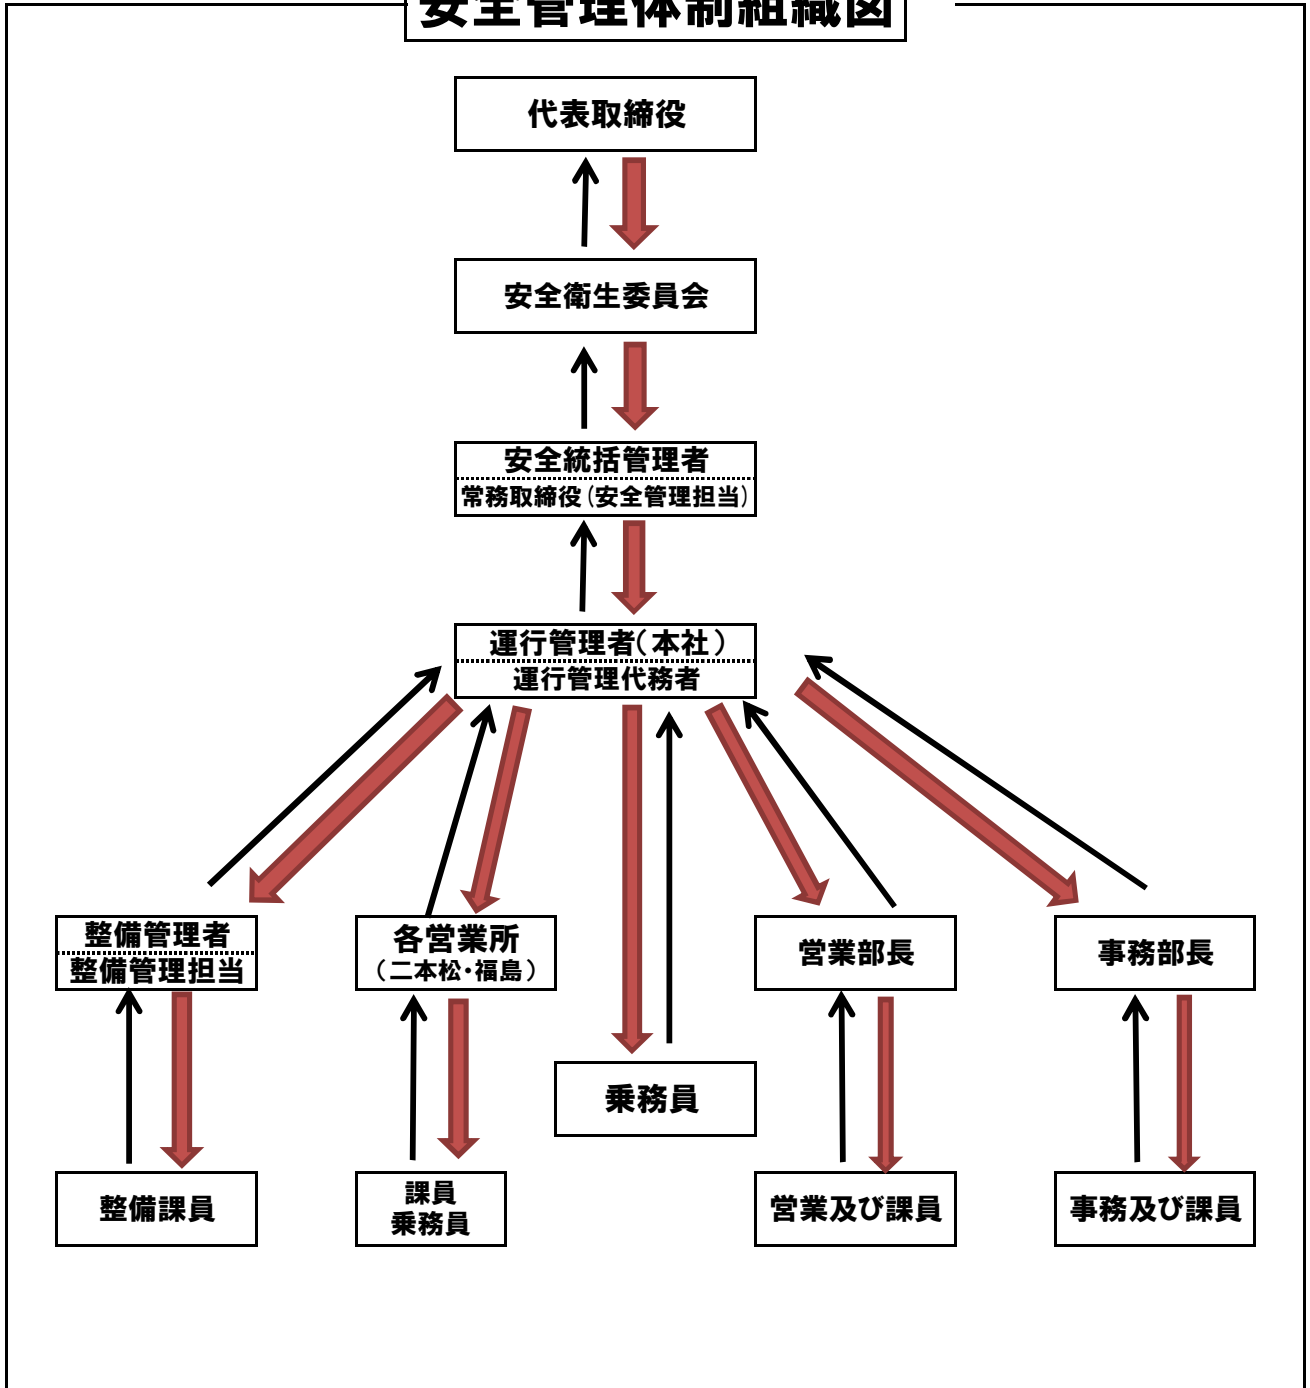 安全管理体制組織図
代表取締役
安全衛生委員会
安全統括管理者
常務取締役(安全管理担当)
運行管理者(本社)
運行管理代務者
整備管理者
整備管理担当
各営業所
(二本松・福島)
営業部長
事務部長
乗務員
整備課員
課員
乗務員
営業及び課員
事務及び課員